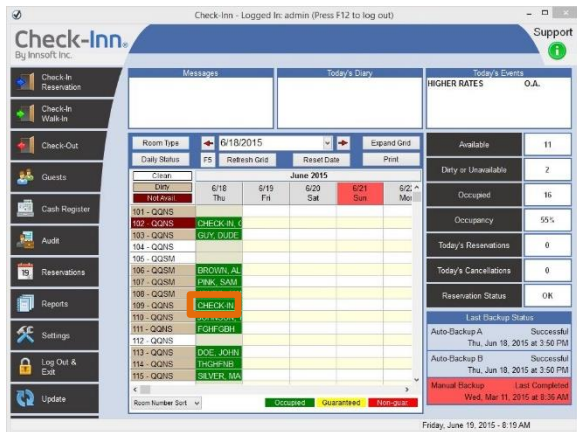 Check-Inn - Logged In: admin (Press F12 to log out)
Check-Inn®
By Innsoft Inc.
Support
Check-In
Reservation
Check-In
Walk-In
Check-Out
Guests
Cash Register
Audit
19
Reservations
Reports
Settings
Log Out &
Exit
Update
Messages
Today's Diary
Today's Events
HIGHER RATES O.A.
Room Type 6/18/2015 Expand Grid
Daily Status F5 Refresh Grid Reset Date Print
Clean June 2015
Dirty 6/18 6/19 6/20 6/21 6/22
Not Avail. Thu Fri Sat Sun Mon
101 - QQNS
102 - QQNS CHECK-IN, C
103 - QQNS GUY, DUDE
104 - QQNS
105 - QQSM
106 - QQSM BROWN, AL
107 - QQSM PINK, SAM
108 - QQSM
109 - QQNS CHECK-IN,
110 - QQNS JOHNSON,
111 - QQNS FGHFGBH
112 - QQNS
113 - QQNS DOE, JOHN
114 - QQNS THGHFNB
115 - QQNS SILVER, MA
Room Number Sort Occupied Guaranteed Non-guar.
Available 11
Dirty or Unavailable 2
Occupied 16
Occupancy 55%
Today's Reservations 0
Today's Cancellations 0
Reservation Status OK
Last Backup Status
Auto-Backup A Successful
Thu, Jun 18, 2015 at 3:50 PM
Auto-Backup B Successful
Thu, Jun 18, 2015 at 3:50 PM
Manual Backup Last Completed
Wed, Mar 11, 2015 at 8:36 AM
Friday, June 19, 2015 - 8:19 AM